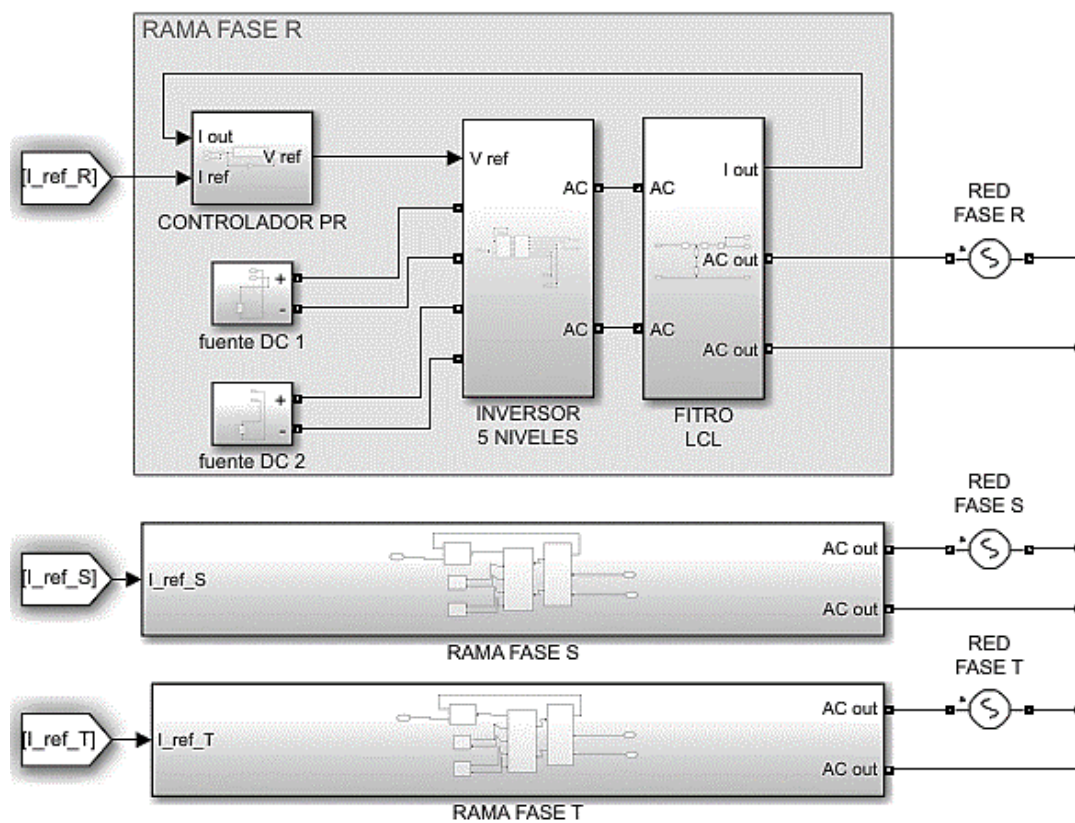 RAMA FASE R
I out
I ref
V ref
CONTROLADOR PR
[I_ref_R]
+
-
fuente DC 1
+
-
fuente DC 2
V ref
AC
AC
INVERSOR
5 NIVELES
AC
AC
I out
AC out
AC out
FITRO
LCL
RED
FASE R
[I_ref_S]
I_ref_S
AC out
AC out
RAMA FASE S
RED
FASE S
[I_ref_T]
I_ref_T
AC out
AC out
RAMA FASE T
RED
FASE T